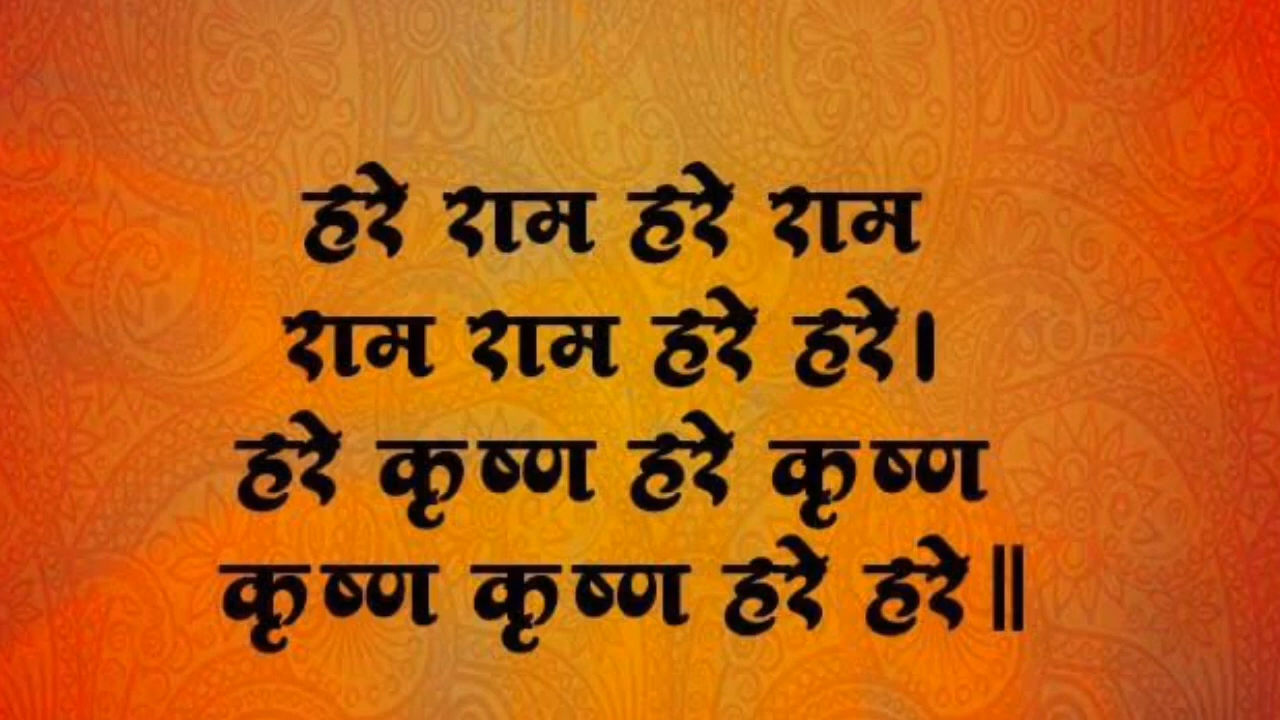 हरे राम हरे राम
राम राम हरे हरे।
हरे कृष्ण हरे कृष्ण
कृष्ण कृष्ण हरे हरे॥